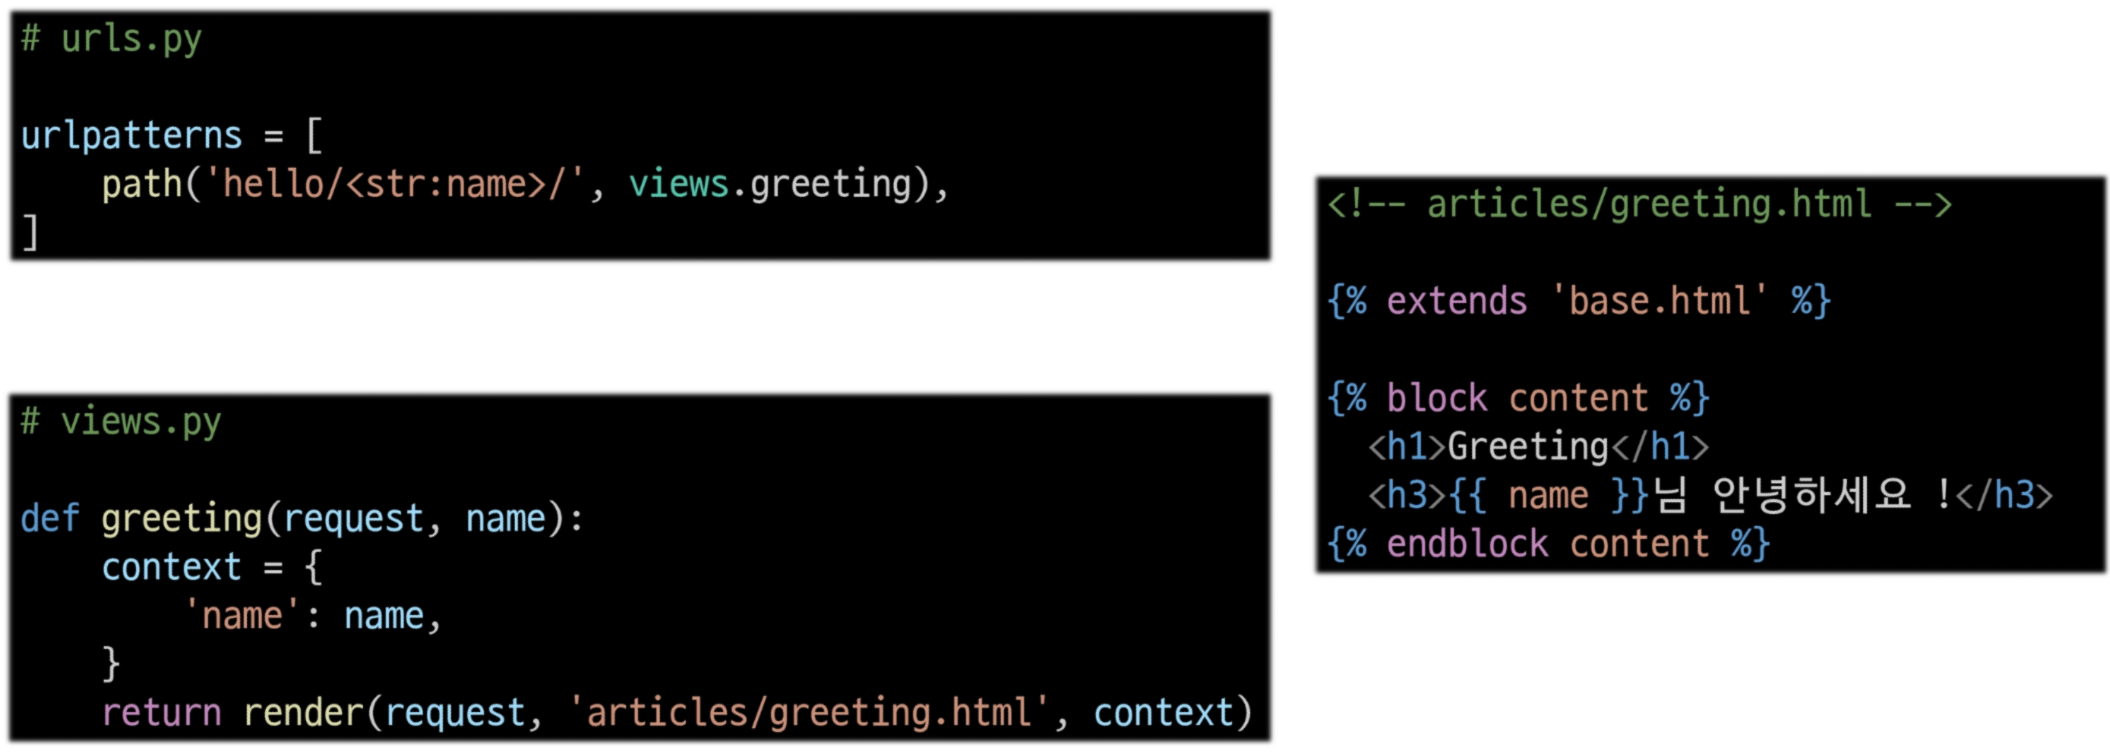 # urls.py
urlpatterns = [
    path('hello/<str:name>/', views.greeting),
]
# views.py
def greeting(request, name):
    context = {
        'name': name,
    }
    return render(request, 'articles/greeting.html', context)
<!-- articles/greeting.html -->
{% extends 'base.html' %}
{% block content %}
  <h1>Greeting</h1>
  <h3>{{ name }}님 안녕하세요 !</h3>
{% endblock content %}